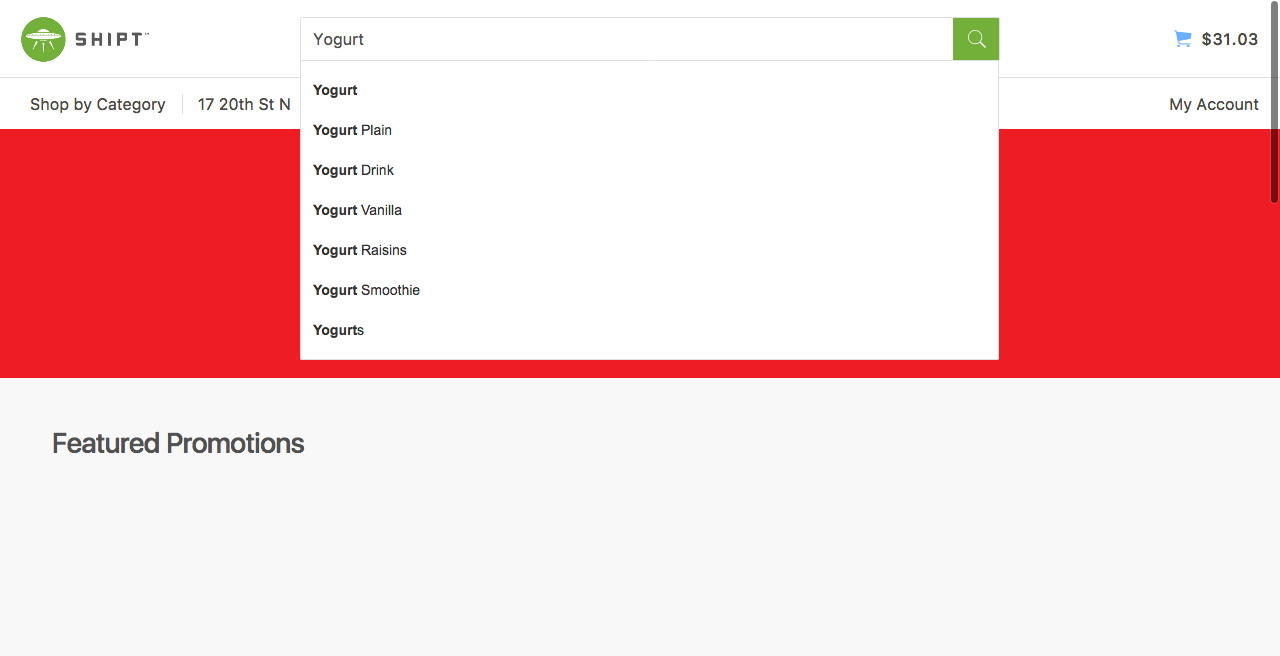 SHIPT™
Yogurt
$31.03
Shop by Category
17 20th St N
My Account
Yogurt
Yogurt Plain
Yogurt Drink
Yogurt Vanilla
Yogurt Raisins
Yogurt Smoothie
Yogurts
Featured Promotions